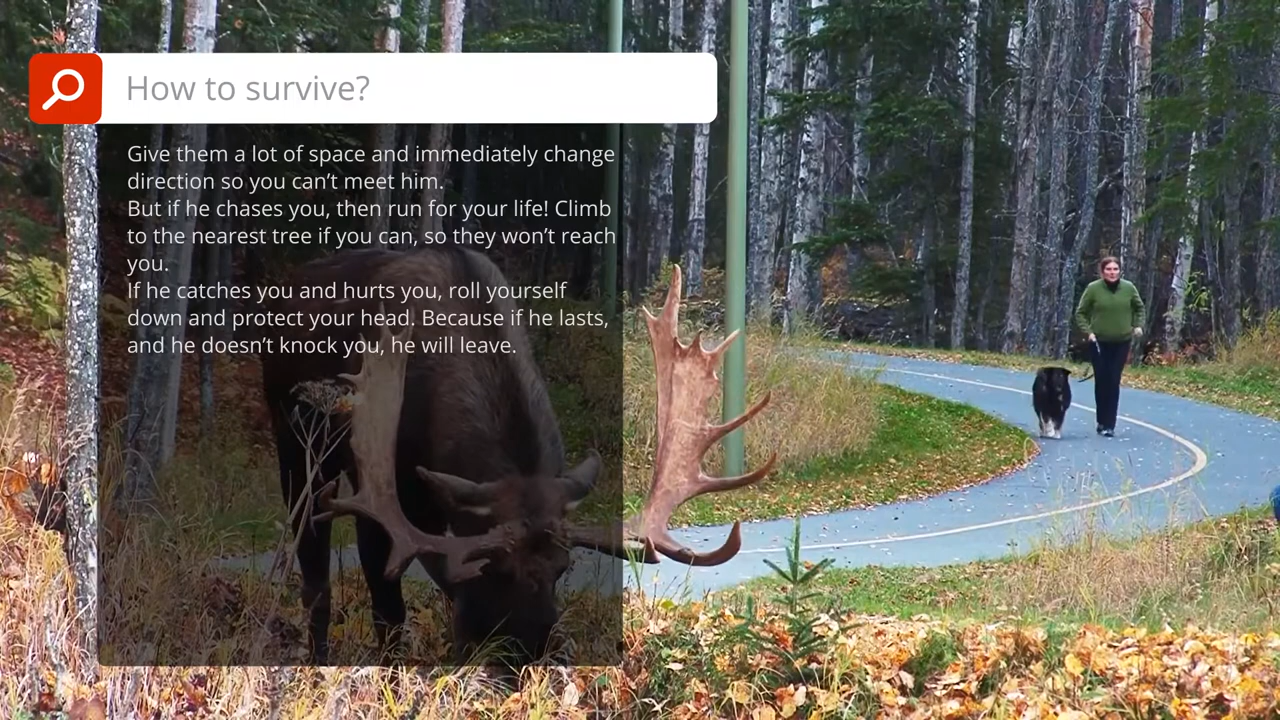 How to survive?
Give them a lot of space and immediately change
direction so you can't meet him.
But if he chases you, then run for your life! Climb
to the nearest tree if you can, so they won't reach
you.
If he catches you and hurts you, roll yourself
down and protect your head. Because if he lasts,
and he doesn't knock you, he will leave.